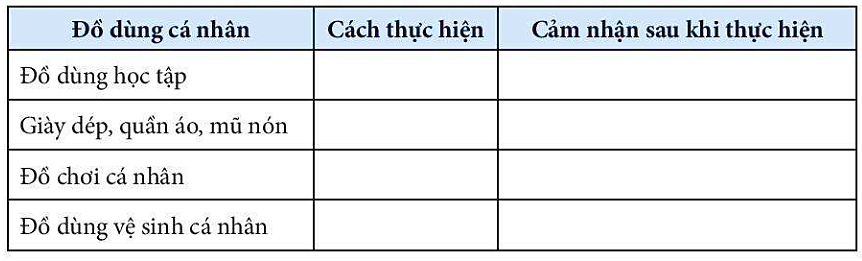 Đồ dùng cá nhân Cách thực hiện Cảm nhận sau khi thực hiện
Đồ dùng học tập
Giày dép, quần áo, mũ nón
Đồ chơi cá nhân
Đồ dùng vệ sinh cá nhân